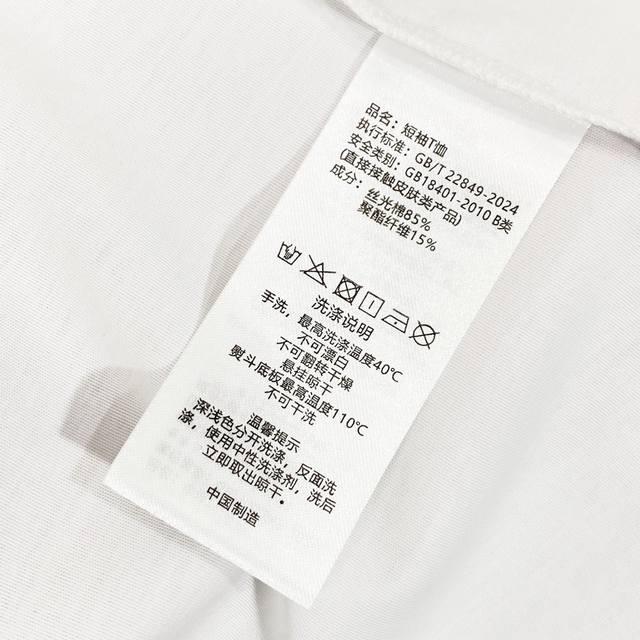 品名：短袖T恤
执行标准：GB/T 22849-2024
安全类别：GB18401-2010 B类
(直接接触皮肤类产品)
成分：丝光棉85%
聚酯纤维15%
洗涤说明
手洗，最高洗涤温度40℃
不可漂白
不可翻转干燥
悬挂晾干
熨斗底板最高温度110℃
不可干洗
温馨提示
深浅色分开洗涤，反面洗
涤，使用中性洗涤剂，洗后
立即取出晾干。
中国制造